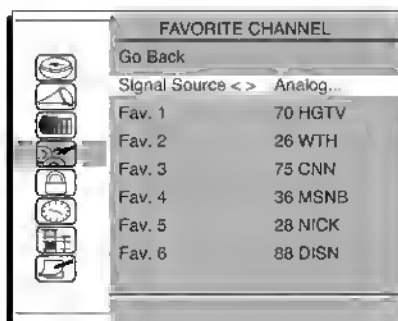 FAVORITE CHANNEL
Go Back
Signal Source < > Analog...
Fav. 1 70 HGTV
Fav. 2 26 WTH
Fav. 3 75 CNN
Fav. 4 36 MSNB
Fav. 5 28 NICK
Fav. 6 88 DISN